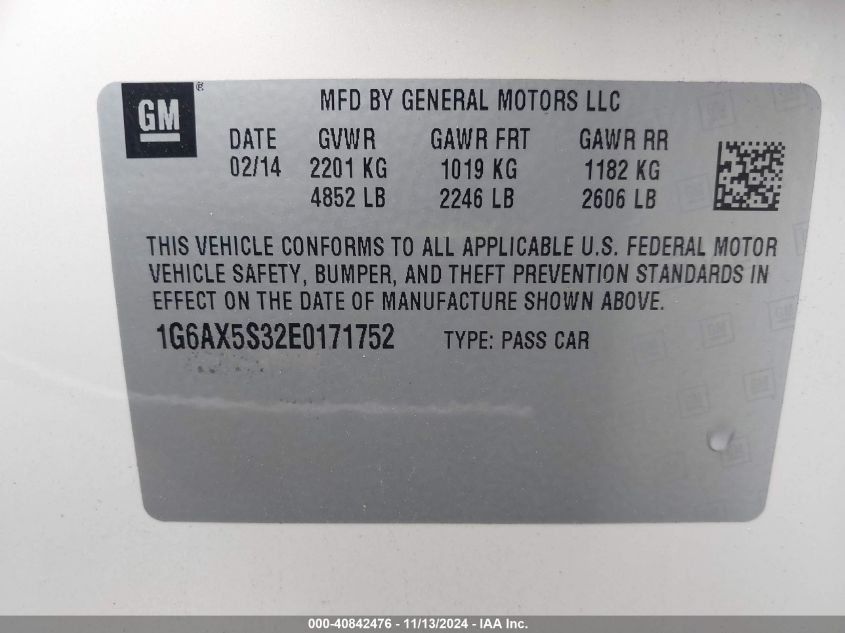 GM ®
MFD BY GENERAL MOTORS LLC
DATE GVWR GAWR FRT GAWR RR
02/14 2201 KG 1019 KG 1182 KG
4852 LB 2246 LB 2606 LB
THIS VEHICLE CONFORMS TO ALL APPLICABLE U.S. FEDERAL MOTOR
VEHICLE SAFETY, BUMPER, AND THEFT PREVENTION STANDARDS IN
EFFECT ON THE DATE OF MANUFACTURE SHOWN ABOVE.
1G6AX5S32E0171752 TYPE: PASS CAR
000-40842476 - 11/13/2024 - IAA Inc.